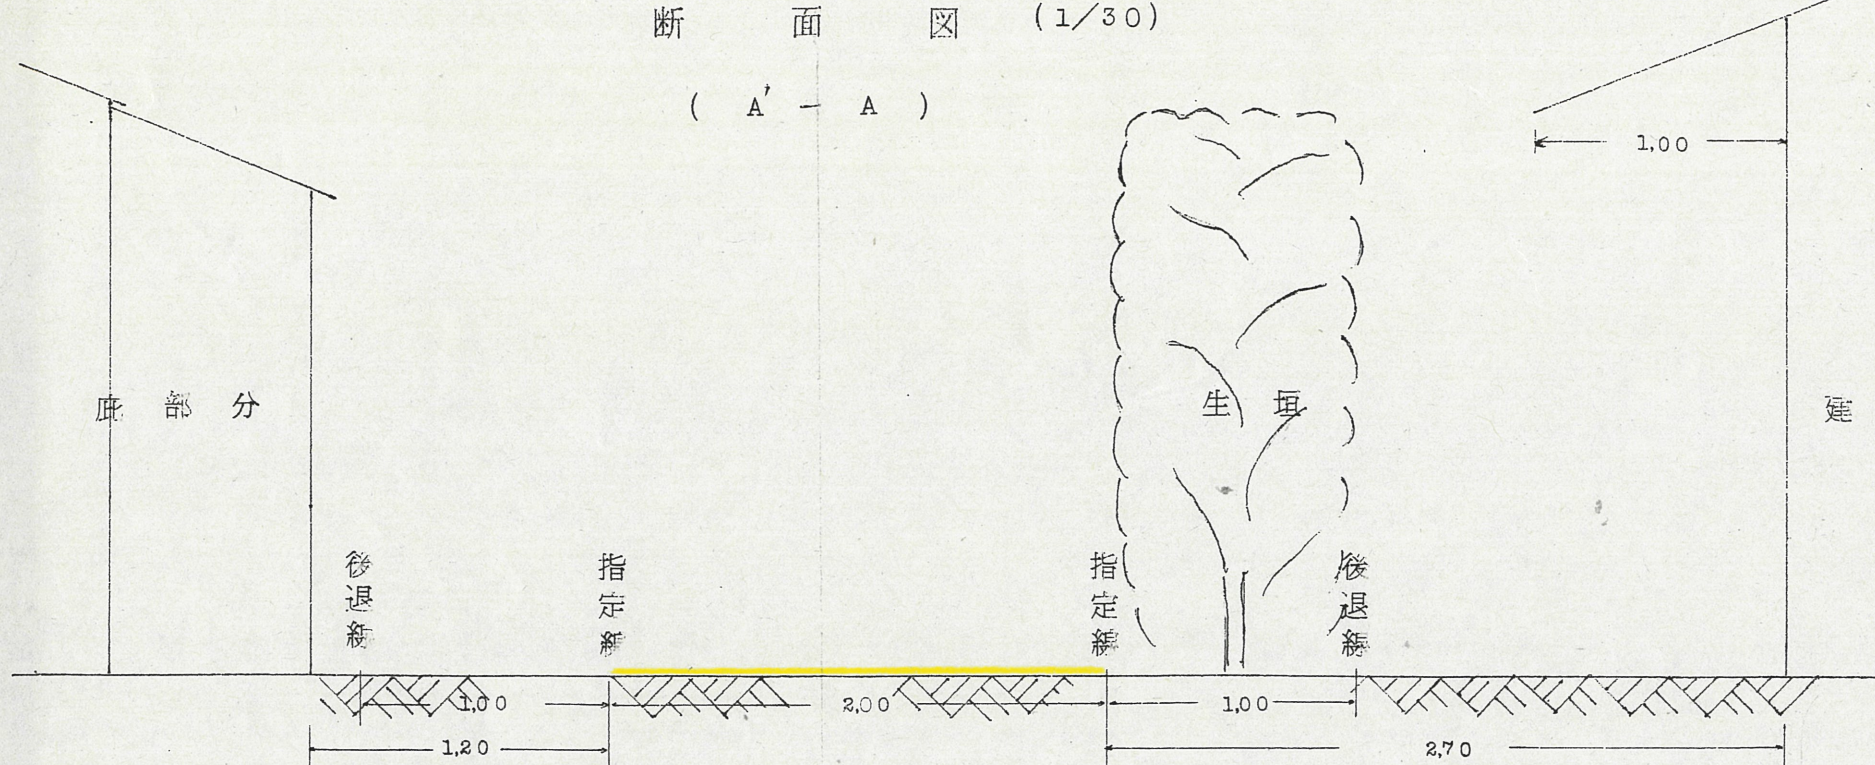 断面図 (1/30)
( A' - A )
1,00
庇部分
生垣
建
後退線
指定線
指定線
後退線
1,00
2,00
1,00
1,20
2,70